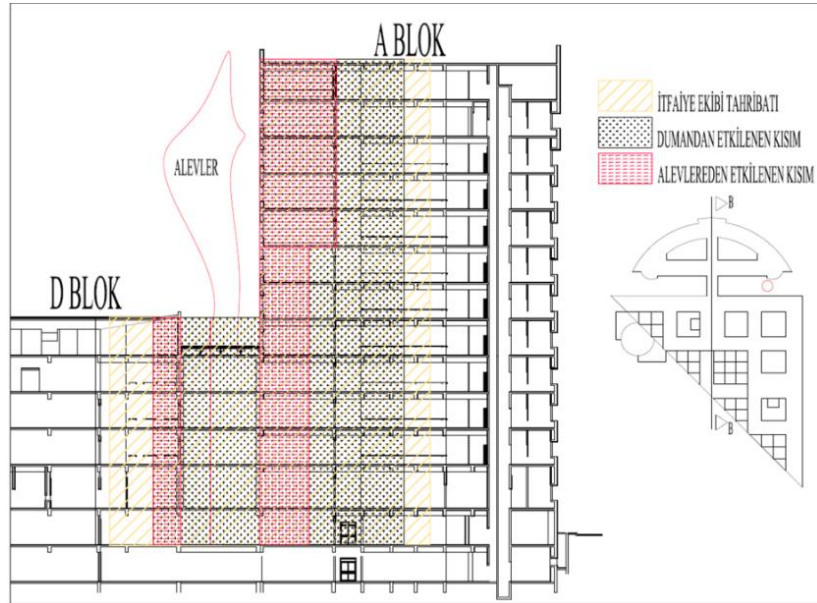 A BLOK
İTFAİYE EKİBİ TAHRİBATI
DUMANDAN ETKİLENEN KISIM
ALEVLEREDEN ETKİLENEN KISIM
ALEVLER
B
D BLOK
B